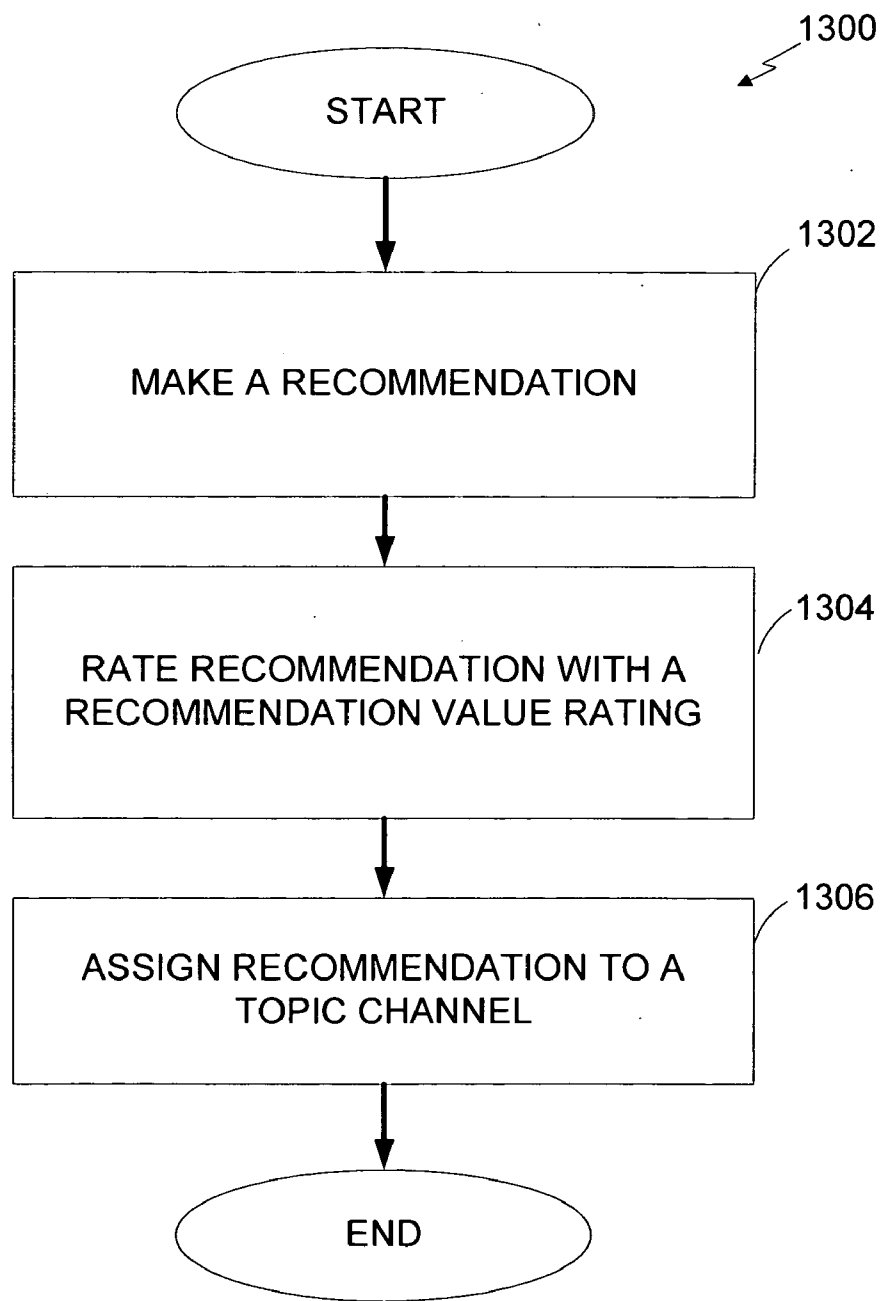 1300
START
1302
MAKE A RECOMMENDATION
1304
RATE RECOMMENDATION WITH A
RECOMMENDATION VALUE RATING
1306
ASSIGN RECOMMENDATION TO A
TOPIC CHANNEL
END